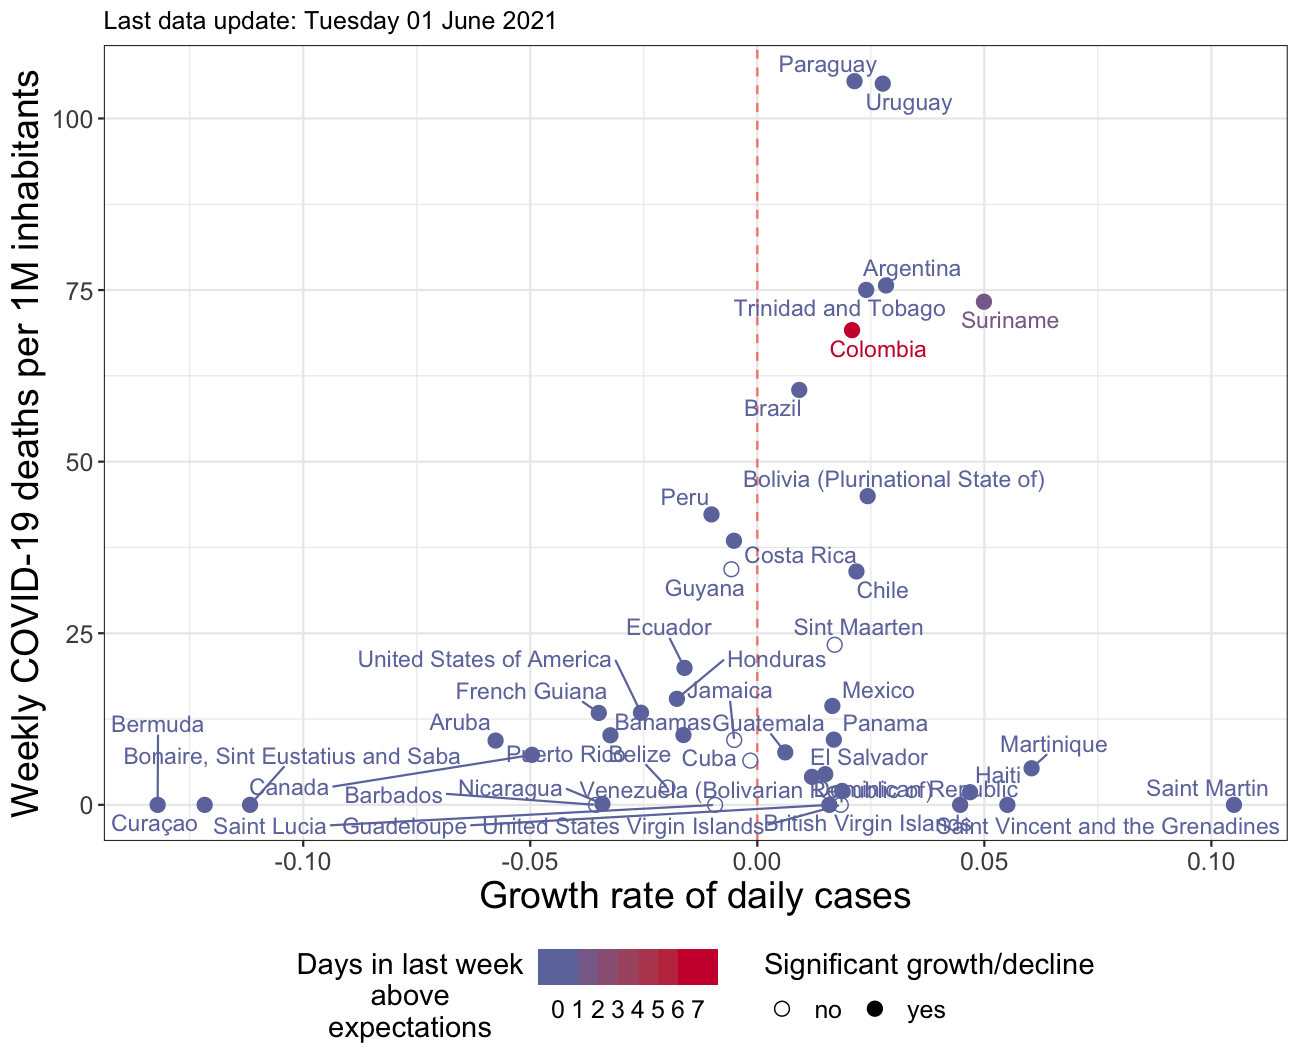 Last data update: Tuesday 01 June 2021
Weekly COVID-19 deaths per 1M inhabitants
Paraguay
Uruguay
100
Argentina
75
Trinidad and Tobago
Suriname
Colombia
Brazil
Bolivia (Plurinational State of)
Peru
50
Costa Rica
Guyana
Chile
Ecuador
Sint Maarten
25
United States of America
Honduras
French Guiana
Jamaica
Mexico
Bermuda
Aruba
Bahamas
Guatemala
Panama
Martinique
Bonaire, Sint Eustatius and Saba
Puerto Rico
Belize
Cuba
El Salvador
Haiti
Canada
Barbados
Nicaragua
Venezuela (Bolivarian Republic of)
Dominican Republic
Saint Martin
0
Curaçao
Saint Lucia
Guadeloupe
United States Virgin Islands
British Virgin Islands
Saint Vincent and the Grenadines
-0.10
-0.05
0.00
0.05
0.10
Growth rate of daily cases
Days in last week
above
expectations
0 1 2 3 4 5 6 7
Significant growth/decline
no
yes